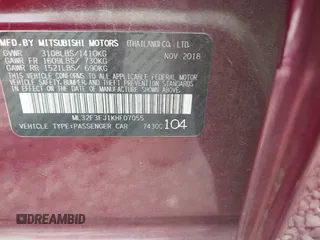 MFD. BY MITSUBISHI MOTORS (THAILAND) CO., LTD.
GVWR 3108LBS/1410KG NOV 2018
GAWR FR 1609LBS/ 730KG
GAWR RR 1521LBS/ 690KG
THIS VEHICLE CONFORMS TO ALL APPLICABLE FEDERAL MOTOR VEHICLE
SAFETY, BUMPER AND THEFT PREVENTION STANDARDS IN EFFECT
ON THE DATE OF MANUFACTURE SHOWN ABOVE.
ML32F3FJ1KHF07055
VEHICLE TYPE:PASSENGER CAR 7430C 104
DREAMBID